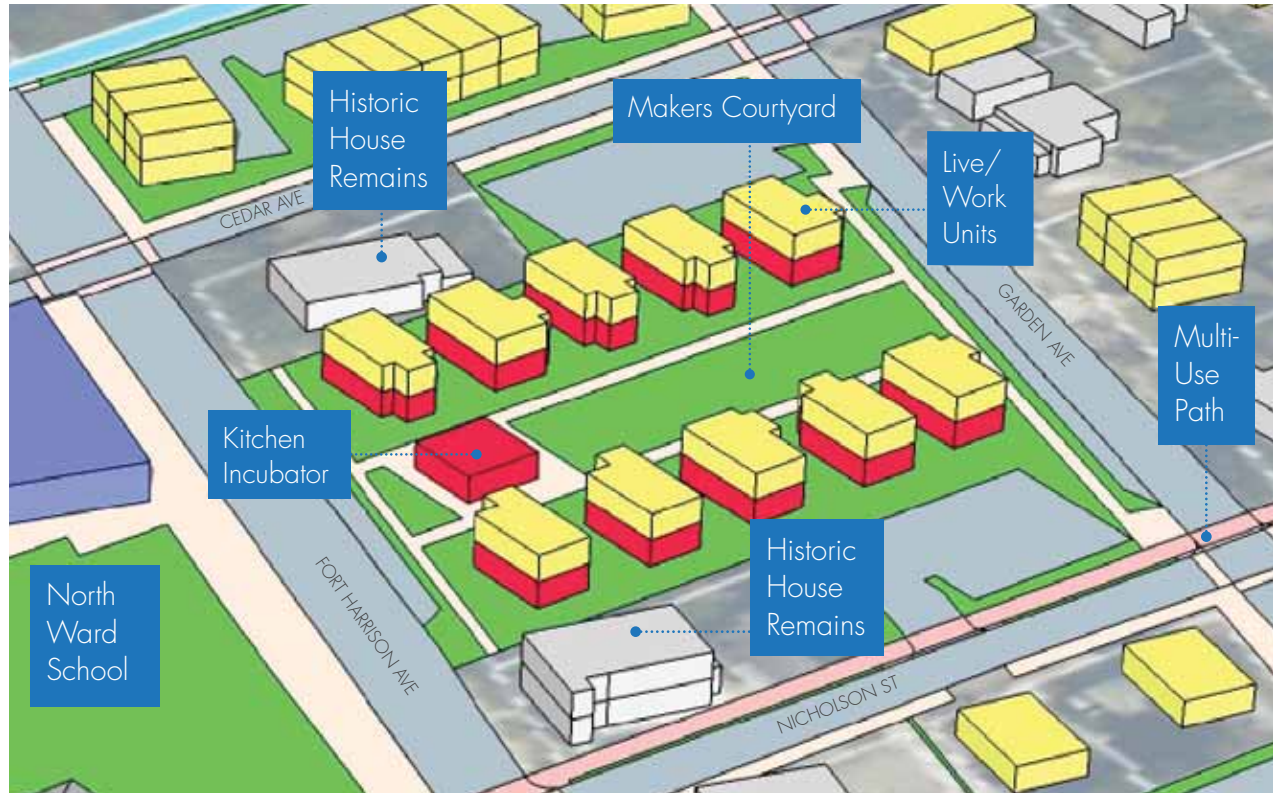 Historic
House
Remains
Makers Courtyard
Live/
Work
Units
CEDAR AVE
GARDEN AVE
Multi-
Use
Path
Kitchen
Incubator
North
Ward
School
FORT HARRISON AVE
Historic
House
Remains
NICHOLSON ST